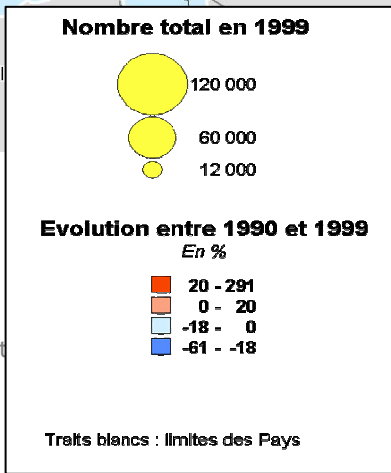 Nombre total en 1999
120 000
60 000
12 000
Evolution entre 1990 et 1999
En %
20 - 291
0 - 20
-18 - 0
-61 - -18
Traits blancs : limites des Pays